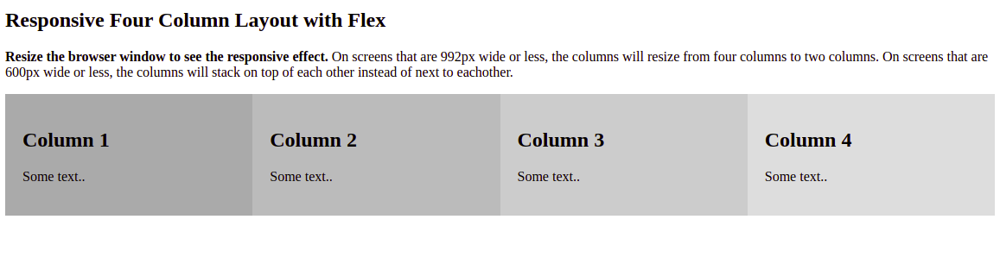 Responsive Four Column Layout with Flex
Resize the browser window to see the responsive effect. On screens that are 992px wide or less, the columns will resize from four columns to two columns. On screens that are
600px wide or less, the columns will stack on top of each other instead of next to eachother.
Column 1
Some text..
Column 2
Some text..
Column 3
Some text..
Column 4
Some text..